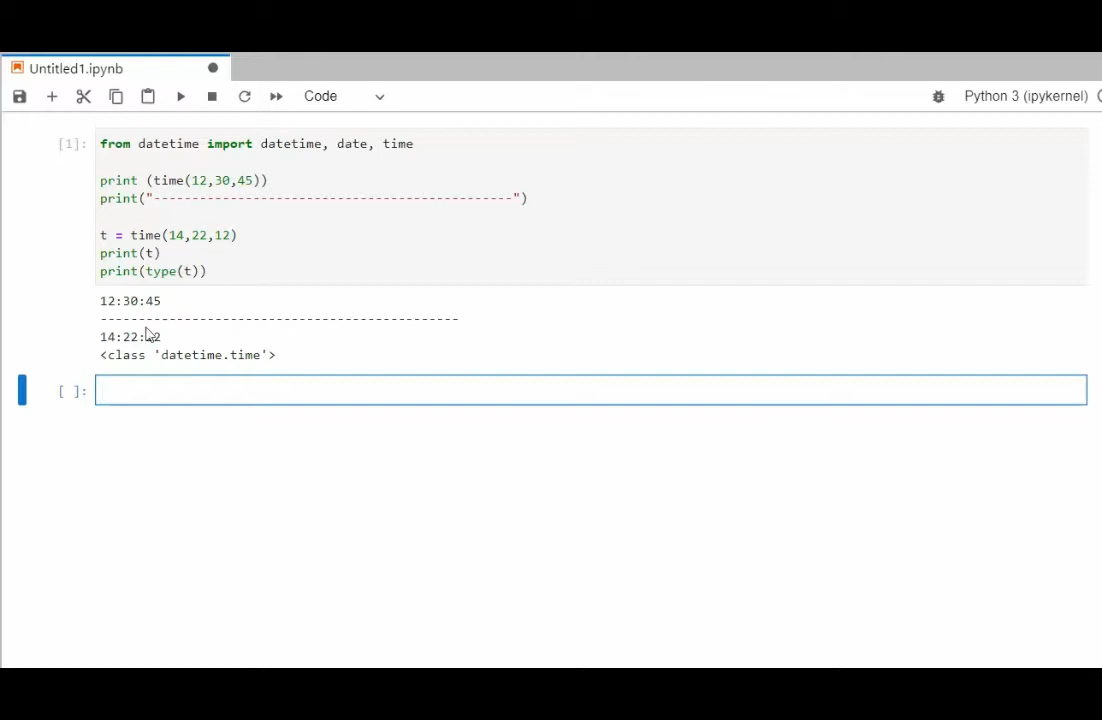 Untitled1.ipynb
Code
Python 3 (ipykernel)
[1]:
from datetime import datetime, date, time
print (time(12,30,45))
print("-----------------------------------------------")
t = time(14,22,12)
print(t)
print(type(t))
12:30:45
-----------------------------------------------
14:22:12
<class 'datetime.time'>
[ ]: